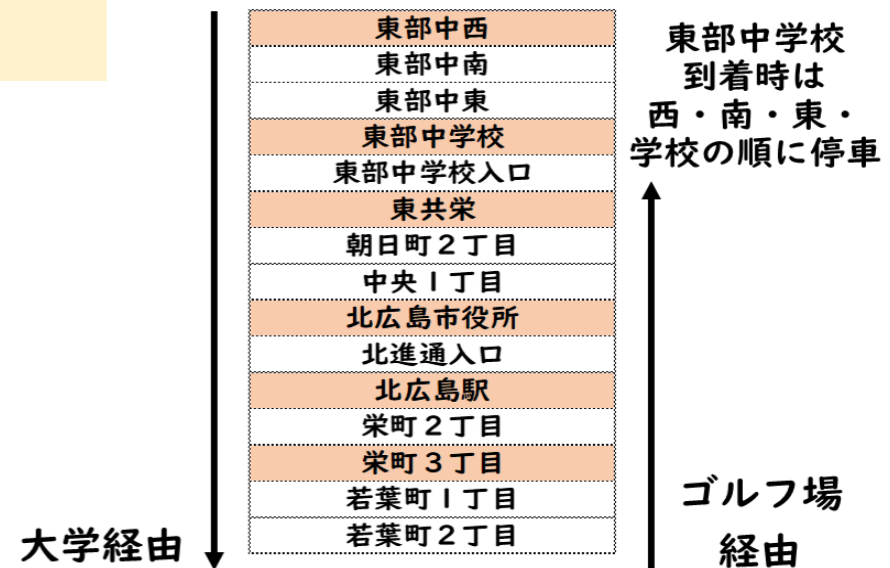 東部中西
東部中南
東部中東
東部中学校
東部中学校入口
東共栄
朝日町２丁目
中央１丁目
北広島市役所
北進通入口
北広島駅
栄町２丁目
栄町３丁目
若葉町１丁目
若葉町２丁目
大学経由
東部中学校
到着時は
西・南・東・
学校の順に停車
ゴルフ場
経由